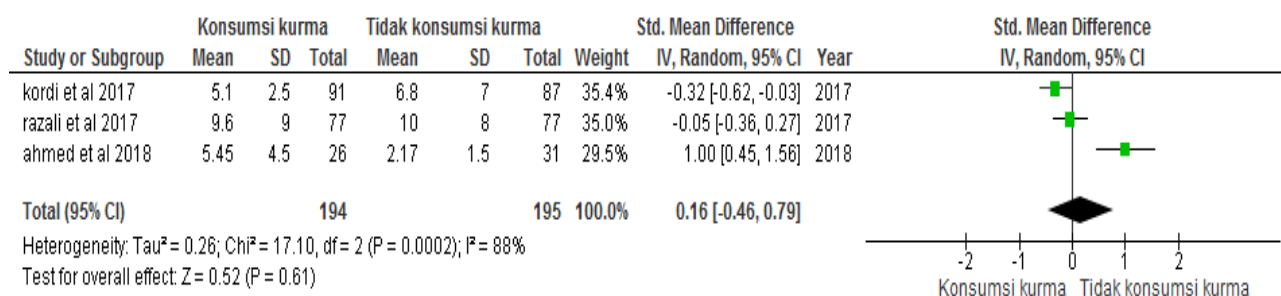 Konsumsi kurma Tidak konsumsi kurma Std. Mean Difference Std. Mean Difference
Study or Subgroup Mean SD Total Mean SD Total Weight IV, Random, 95% CI Year IV, Random, 95% CI
kordi et al 2017 5.1 2.5 91 6.8 7 87 35.4% -0.32 [-0.62, -0.03] 2017
razali et al 2017 9.6 9 77 10 8 77 35.0% -0.05 [-0.36, 0.27] 2017
ahmed et al 2018 5.45 4.5 26 2.17 1.5 31 29.5% 1.00 [0.45, 1.56] 2018
Total (95% CI) 194 195 100.0% 0.16 [-0.46, 0.79]
Heterogeneity: Tau² = 0.26; Chi² = 17.10, df = 2 (P = 0.0002); I² = 88%
Test for overall effect: Z = 0.52 (P = 0.61)
-2 -1 0 1 2
Konsumsi kurma Tidak konsumsi kurma